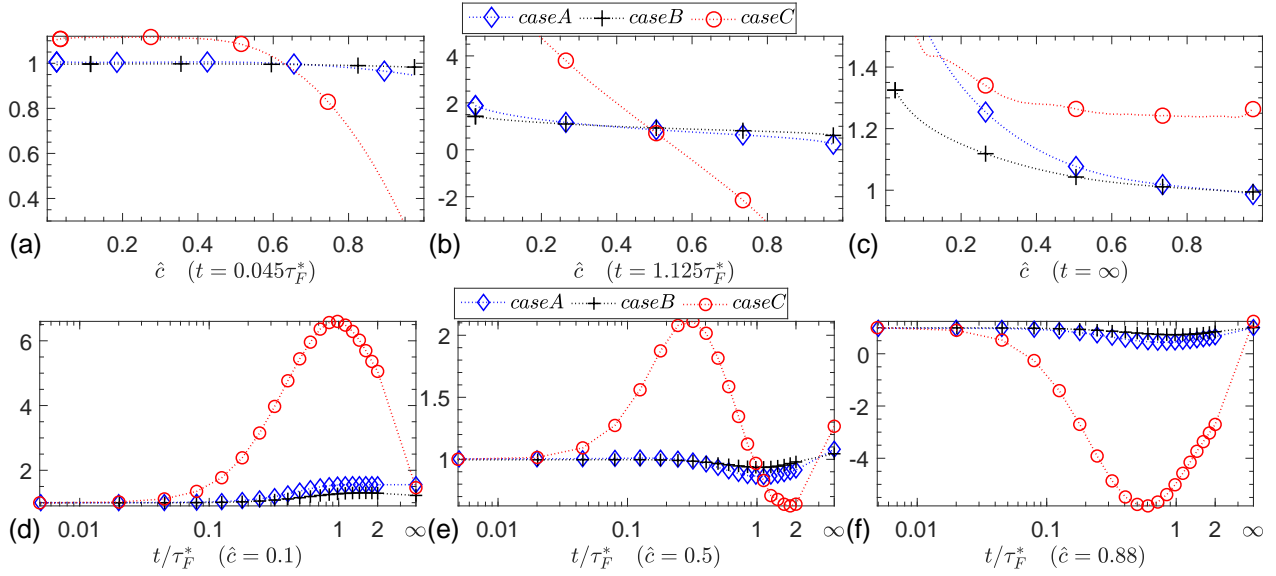 caseA caseB caseC
1 0.8 0.6 0.4
0.2 0.4 0.6 0.8
(a) ĉ (t = 0.045τ*_F)
4 2 0 -2
0.2 0.4 0.6 0.8
(b) ĉ (t = 1.125τ*_F)
1.4 1.3 1.2 1.1 1
0.2 0.4 0.6 0.8
(c) ĉ (t = ∞)
caseA caseB caseC
6 4 2
0.01 0.1 1 2 ∞
(d) t/τ*_F (ĉ = 0.1)
2 1.5 1
0.01 0.1 1 2 ∞
(e) t/τ*_F (ĉ = 0.5)
0 -2 -4
0.01 0.1 1 2 ∞
(f) t/τ*_F (ĉ = 0.88)